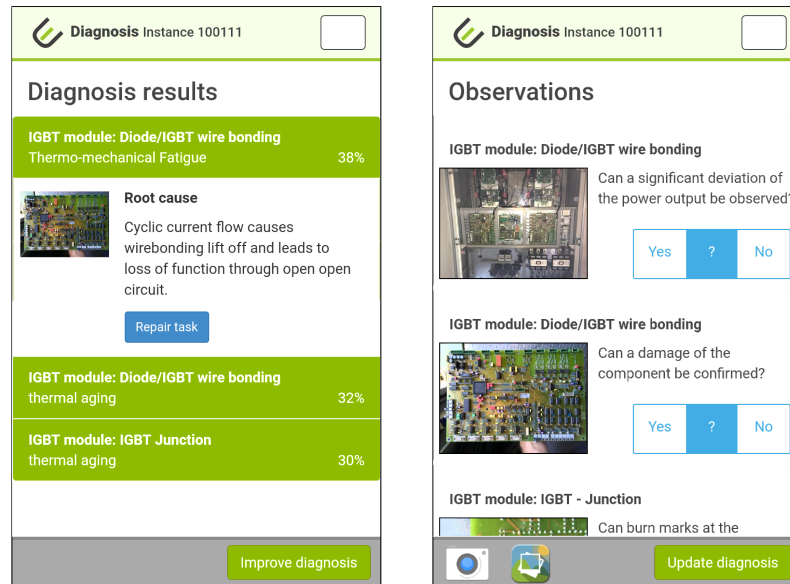 Diagnosis Instance 100111
Diagnosis results
IGBT module: Diode/IGBT wire bonding
Thermo-mechanical Fatigue 38%
Root cause
Cyclic current flow causes
wirebonding lift off and leads to
loss of function through open open
circuit.
Repair task
IGBT module: Diode/IGBT wire bonding
thermal aging 32%
IGBT module: IGBT Junction
thermal aging 30%
Improve diagnosis
Diagnosis Instance 100111
Observations
IGBT module: Diode/IGBT wire bonding
Can a significant deviation of
the power output be observed?
Yes ? No
IGBT module: Diode/IGBT wire bonding
Can a damage of the
component be confirmed?
Yes ? No
IGBT module: IGBT - Junction
Can burn marks at the
Update diagnosis